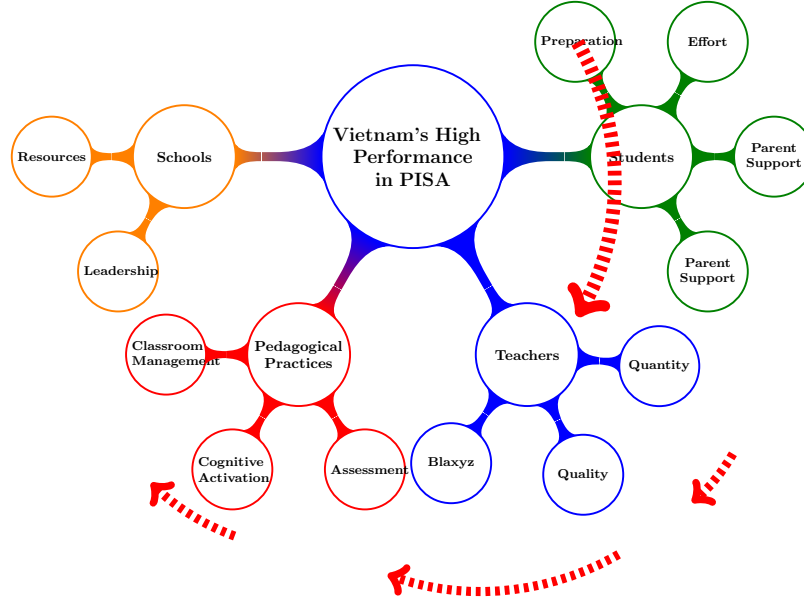 Preparation
Effort
Vietnam's High
Performance
in PISA
Resources
Schools
Students
Parent
Support
Leadership
Parent
Support
Classroom
Management
Pedagogical
Practices
Teachers
Quantity
Cognitive
Activation
Assessment
Blaxyz
Quality